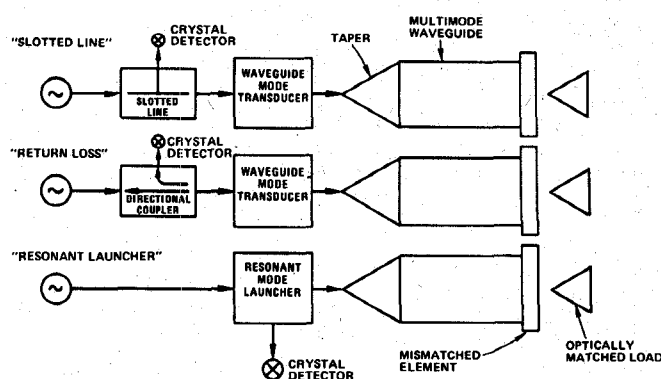 "SLOTTED LINE"
CRYSTAL
DETECTOR
SLOTTED
LINE
WAVEGUIDE
MODE
TRANSDUCER
TAPER
MULTIMODE
WAVEGUIDE
"RETURN LOSS"
CRYSTAL
DETECTOR
DIRECTIONAL
COUPLER
WAVEGUIDE
MODE
TRANSDUCER
"RESONANT LAUNCHER"
RESONANT
MODE
LAUNCHER
CRYSTAL
DETECTOR
MISMATCHED
ELEMENT
OPTICALLY
MATCHED LOAD